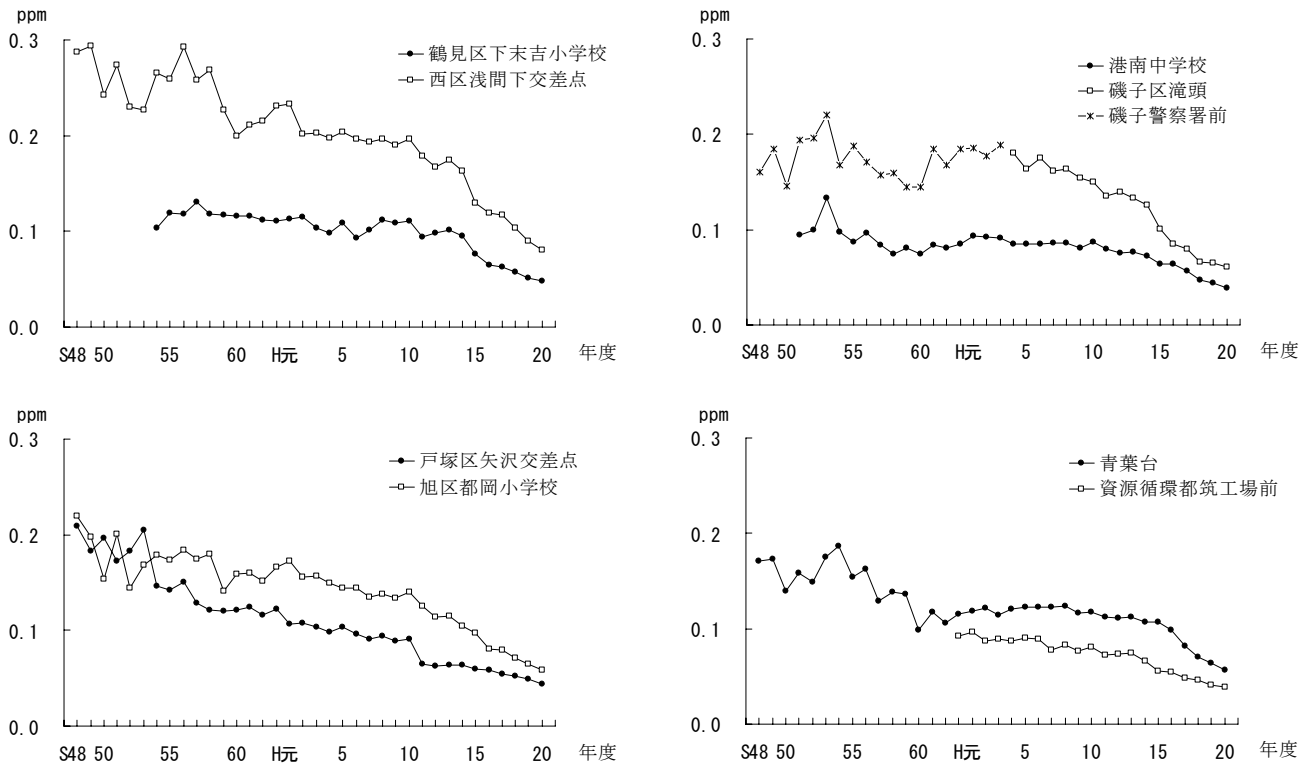 ppm
0.3
0.2
0.1
0.0
鶴見区下末吉小学校
西区浅間下交差点
S48 50 55 60 H元 5 10 15 20 年度
ppm
0.3
0.2
0.1
0.0
港南中学校
磯子区滝頭
磯子警察署前
S48 50 55 60 H元 5 10 15 20 年度
ppm
0.3
0.2
0.1
0.0
戸塚区矢沢交差点
旭区都岡小学校
S48 50 55 60 H元 5 10 15 20 年度
ppm
0.3
0.2
0.1
0.0
青葉台
資源循環都筑工場前
S48 50 55 60 H元 5 10 15 20 年度